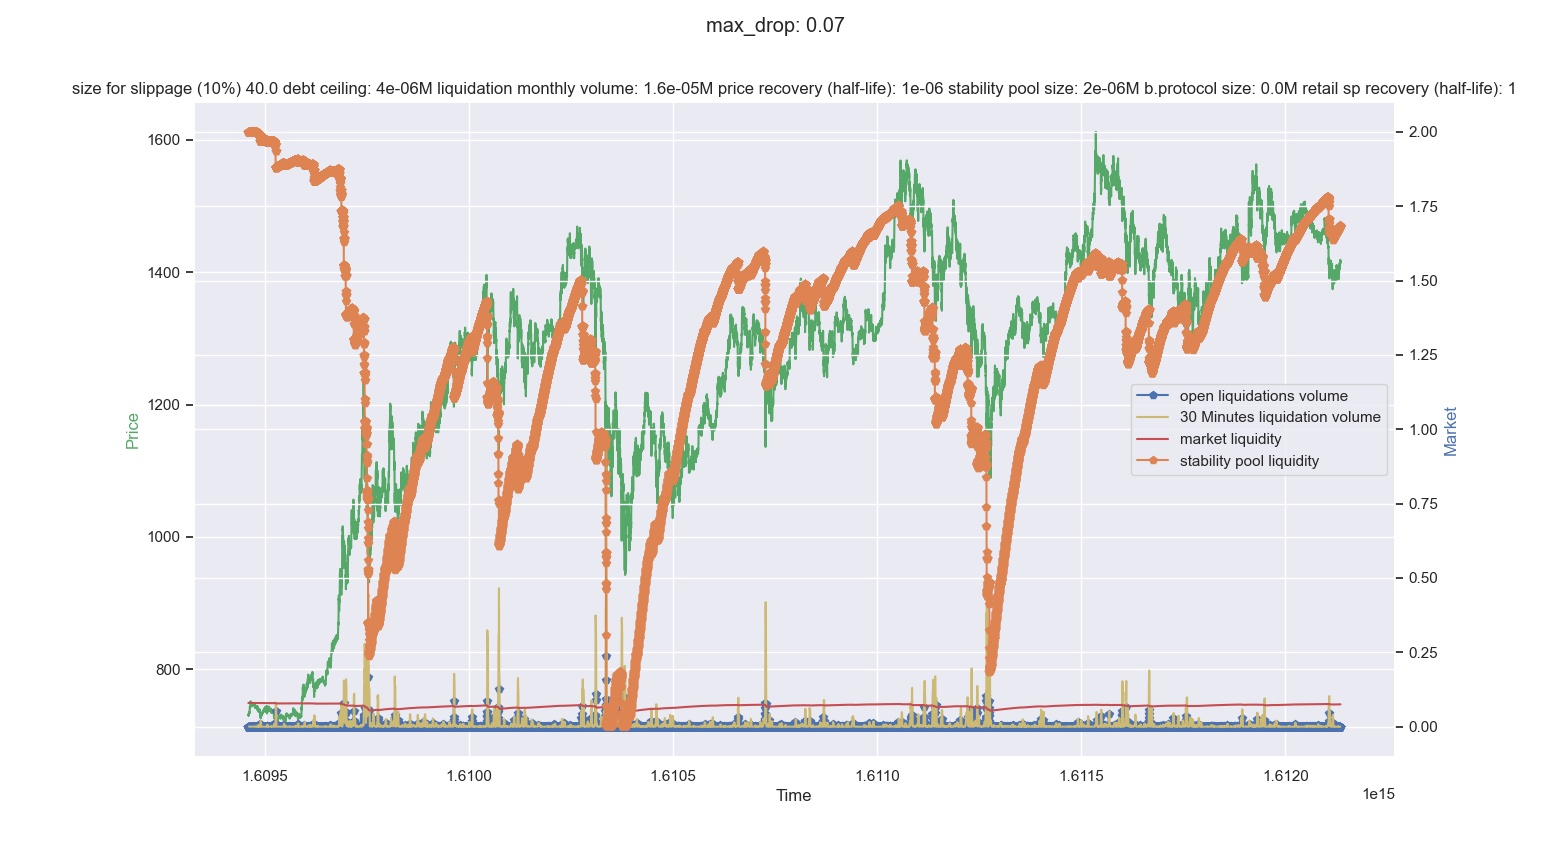 max_drop: 0.07
size for slippage (10%) 40.0 debt ceiling: 4e-06M liquidation monthly volume: 1.6e-05M price recovery (half-life): 1e-06 stability pool size: 2e-06M b.protocol size: 0.0M retail sp recovery (half-life): 1
1600
1400
1200
1000
800
Price
2.00
1.75
1.50
1.25
1.00
0.75
0.50
0.25
0.00
Market
open liquidations volume
30 Minutes liquidation volume
market liquidity
stability pool liquidity
1.6095
1.6100
1.6105
1.6110
1.6115
1.6120
Time
1e15